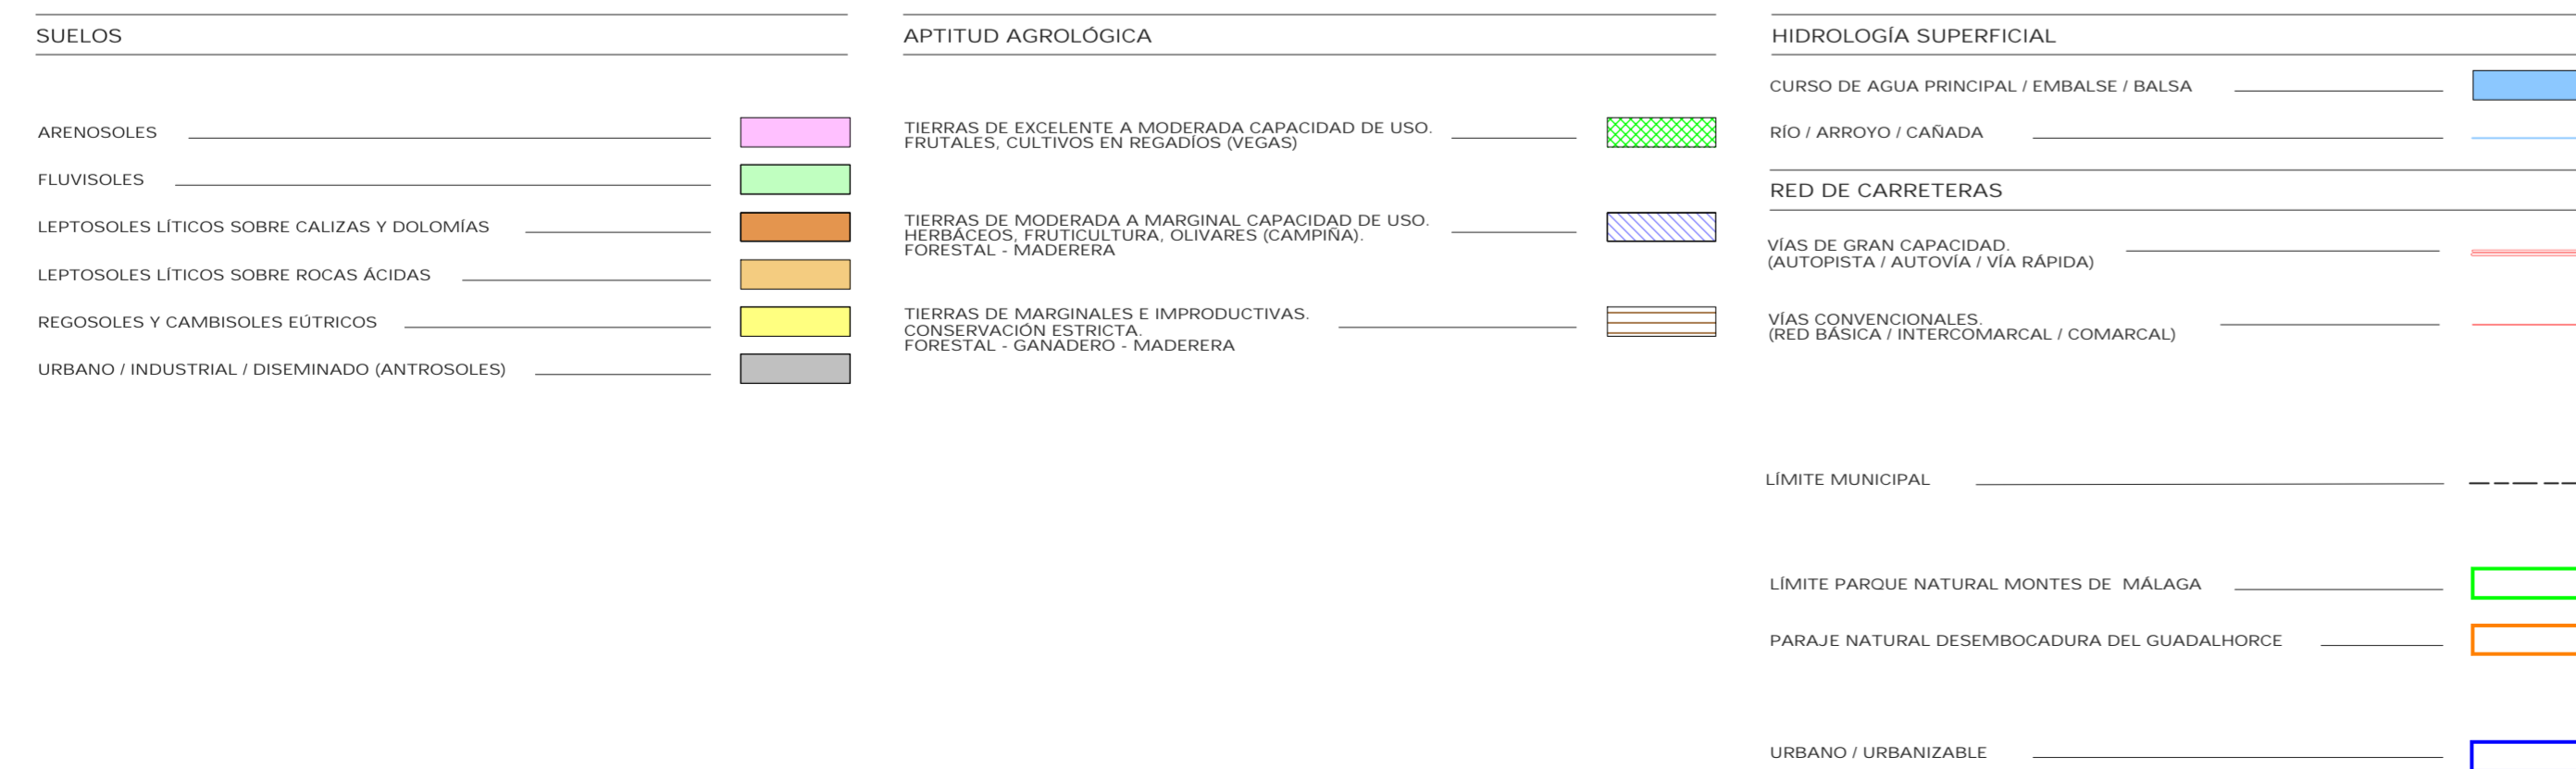 SUELOS
ARENOSOLES
FLUVISOLES
LEPTOSOLES LÍTICOS SOBRE CALIZAS Y DOLOMÍAS
LEPTOSOLES LÍTICOS SOBRE ROCAS ÁCIDAS
REGOSOLES Y CAMBISOLES EÚTRICOS
URBANO / INDUSTRIAL / DISEMINADO (ANTROSOLES)
APTITUD AGROLÓGICA
TIERRAS DE EXCELENTE A MODERADA CAPACIDAD DE USO.
FRUTALES, CULTIVOS EN REGADÍOS (VEGAS)
TIERRAS DE MODERADA A MARGINAL CAPACIDAD DE USO.
HERBÁCEOS, FRUTICULTURA, OLIVARES (CAMPIÑA).
FORESTAL - MADERERA
TIERRAS DE MARGINALES E IMPRODUCTIVAS.
CONSERVACIÓN ESTRICTA.
FORESTAL - GANADERO - MADERERA
HIDROLOGÍA SUPERFICIAL
CURSO DE AGUA PRINCIPAL / EMBALSE / BALSA
RÍO / ARROYO / CAÑADA
RED DE CARRETERAS
VÍAS DE GRAN CAPACIDAD.
(AUTOPISTA / AUTOVÍA / VÍA RÁPIDA)
VÍAS CONVENCIONALES.
(RED BÁSICA / INTERCOMARCAL / COMARCAL)
LÍMITE MUNICIPAL
LÍMITE PARQUE NATURAL MONTES DE  MÁLAGA
PARAJE NATURAL DESEMBOCADURA DEL GUADALHORCE
URBANO / URBANIZABLE